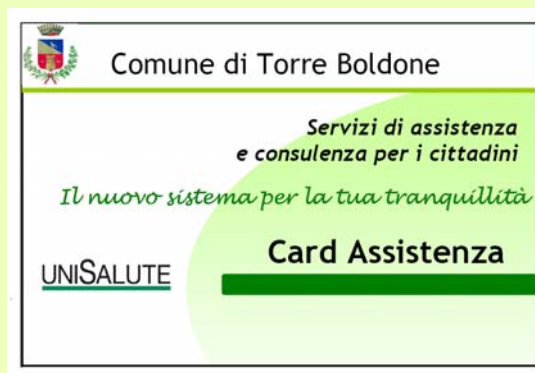 Comune di Torre Boldone
Servizi di assistenza
e consulenza per i cittadini
Il nuovo sistema per la tua tranquillità
Card Assistenza
UNISALUTE